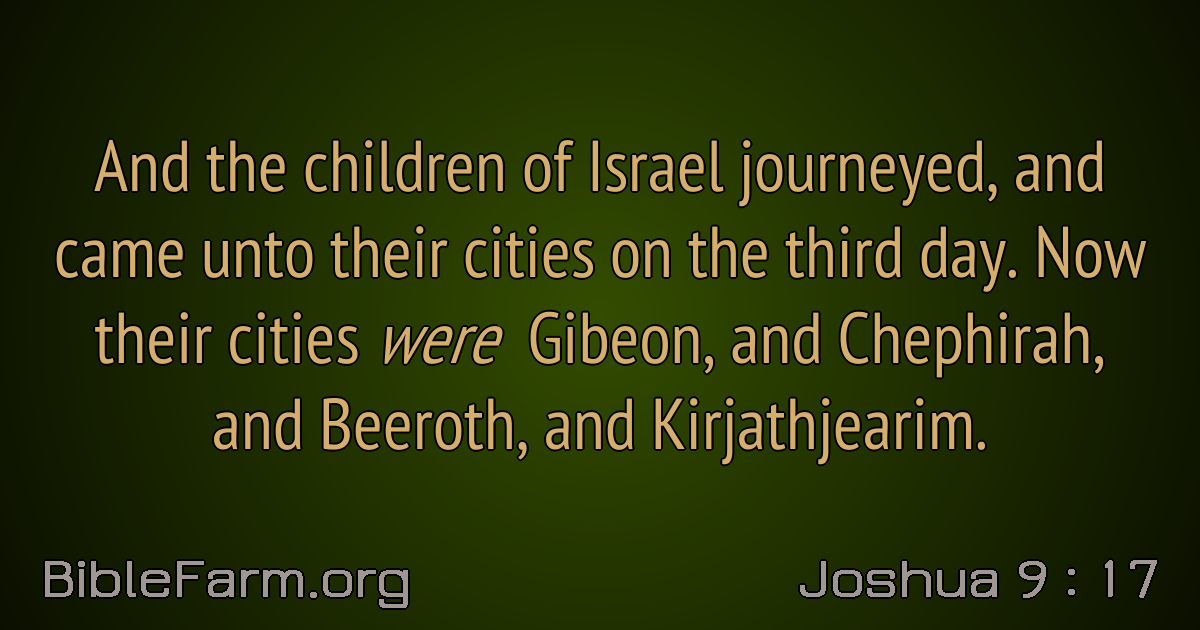 And the children of Israel journeyed, and
came unto their cities on the third day. Now
their cities were Gibeon, and Chephirah,
and Beeroth, and Kirjathjearim.
BibleFarm.org
Joshua 9 : 17